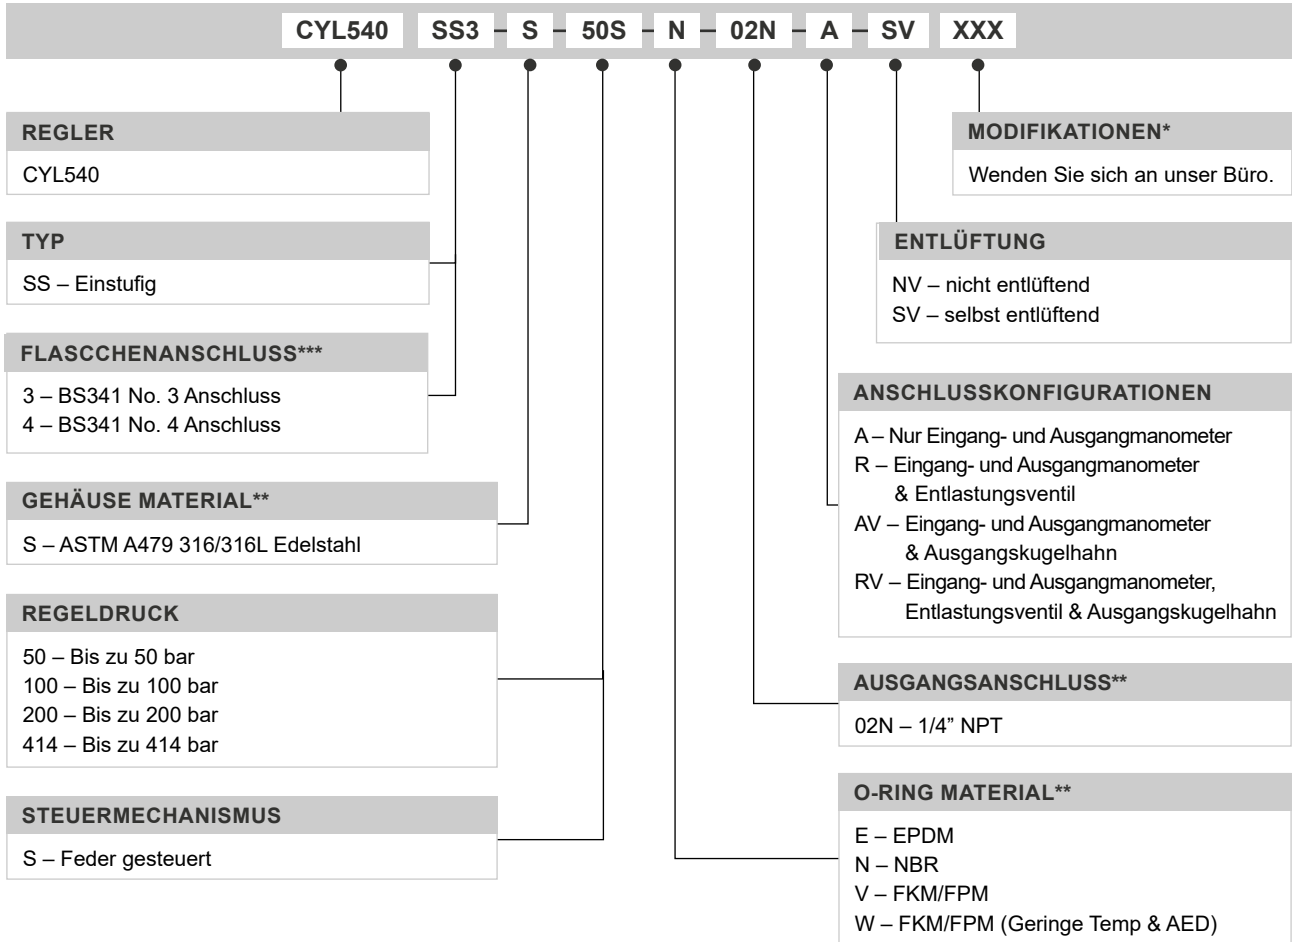 CYL540 SS3 – S – 50S – N – 02N – A – SV XXX
REGLER
CYL540
TYP
SS – Einstufig
FLASCCHENANSCHLUSS***
3 – BS341 No. 3 Anschluss
4 – BS341 No. 4 Anschluss
GEHÄUSE MATERIAL**
S – ASTM A479 316/316L Edelstahl
REGELDRUCK
50 – Bis zu 50 bar
100 – Bis zu 100 bar
200 – Bis zu 200 bar
414 – Bis zu 414 bar
STEUERMECHANISMUS
S – Feder gesteuert
MODIFIKATIONEN*
Wenden Sie sich an unser Büro.
ENTLÜFTUNG
NV – nicht entlüftend
SV – selbst entlüftend
ANSCHLUSSKONFIGURATIONEN
A – Nur Eingang- und Ausgangmanometer
R – Eingang- und Ausgangmanometer
& Entlastungsventil
AV – Eingang- und Ausgangmanometer
& Ausgangskugelhahn
RV – Eingang- und Ausgangmanometer,
Entlastungsventil & Ausgangskugelhahn
AUSGANGSANSCHLUSS**
02N – 1/4” NPT
O-RING MATERIAL**
E – EPDM
N – NBR
V – FKM/FPM
W – FKM/FPM (Geringe Temp & AED)